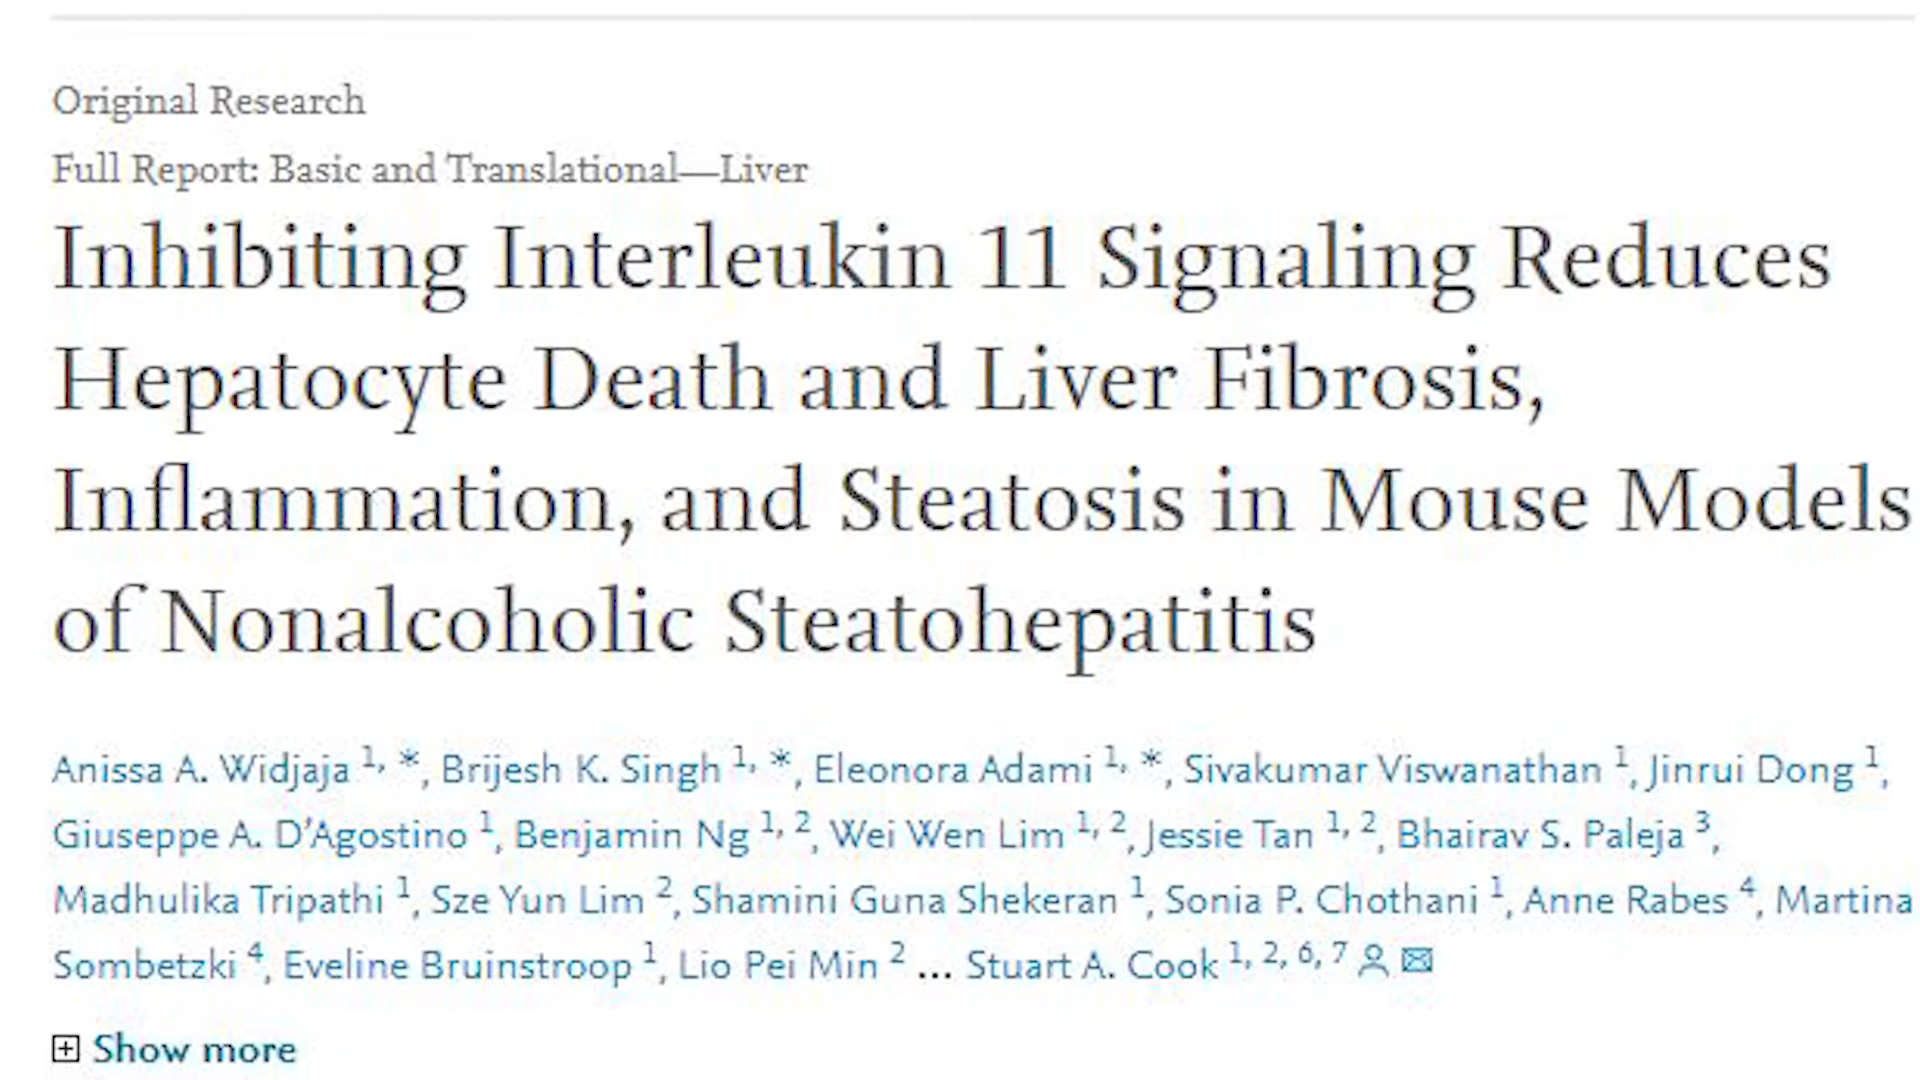 Original Research
Full Report: Basic and Translational—Liver
Inhibiting Interleukin 11 Signaling Reduces
Hepatocyte Death and Liver Fibrosis,
Inflammation, and Steatosis in Mouse Models
of Nonalcoholic Steatohepatitis
Anissa A. Widjaja 1, *, Brijesh K. Singh 1, *, Eleonora Adami 1, *, Sivakumar Viswanathan 1, Jinrui Dong 1,
Giuseppe A. D’Agostino 1, Benjamin Ng 1, 2, Wei Wen Lim 1, 2, Jessie Tan 1, 2, Bhairav S. Paleja 3,
Madhulika Tripathi 1, Sze Yun Lim 2, Shamini Guna Shekeran 1, Sonia P. Chothani 1, Anne Rabes 4, Martina
Sombetzki 4, Eveline Bruinstroop 1, Lio Pei Min 2 ... Stuart A. Cook 1, 2, 6, 7
Show more